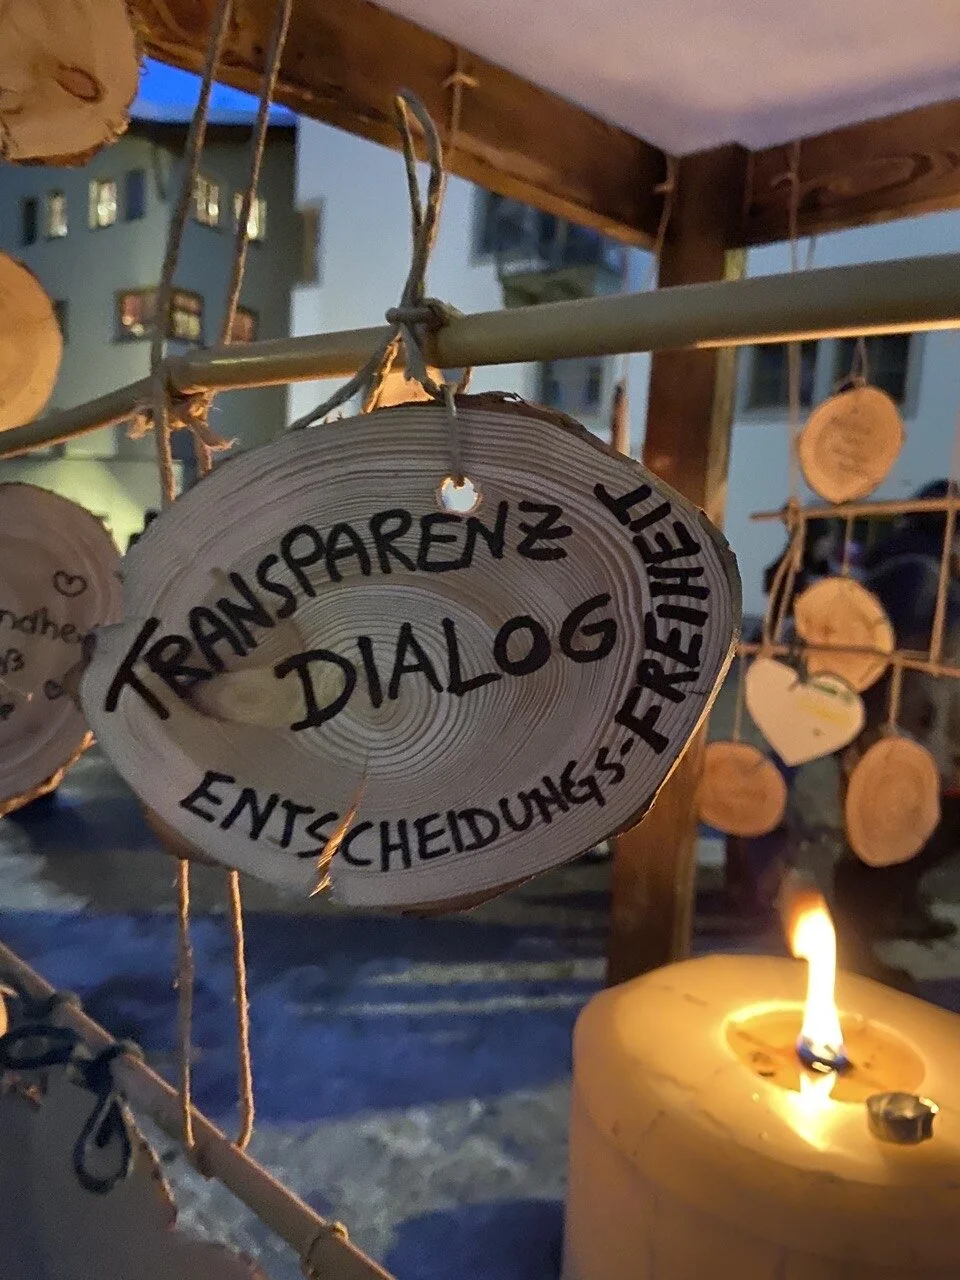 TRANSPARENZ
DIALOG
ENTSCHEIDUNGS-FREIHEIT